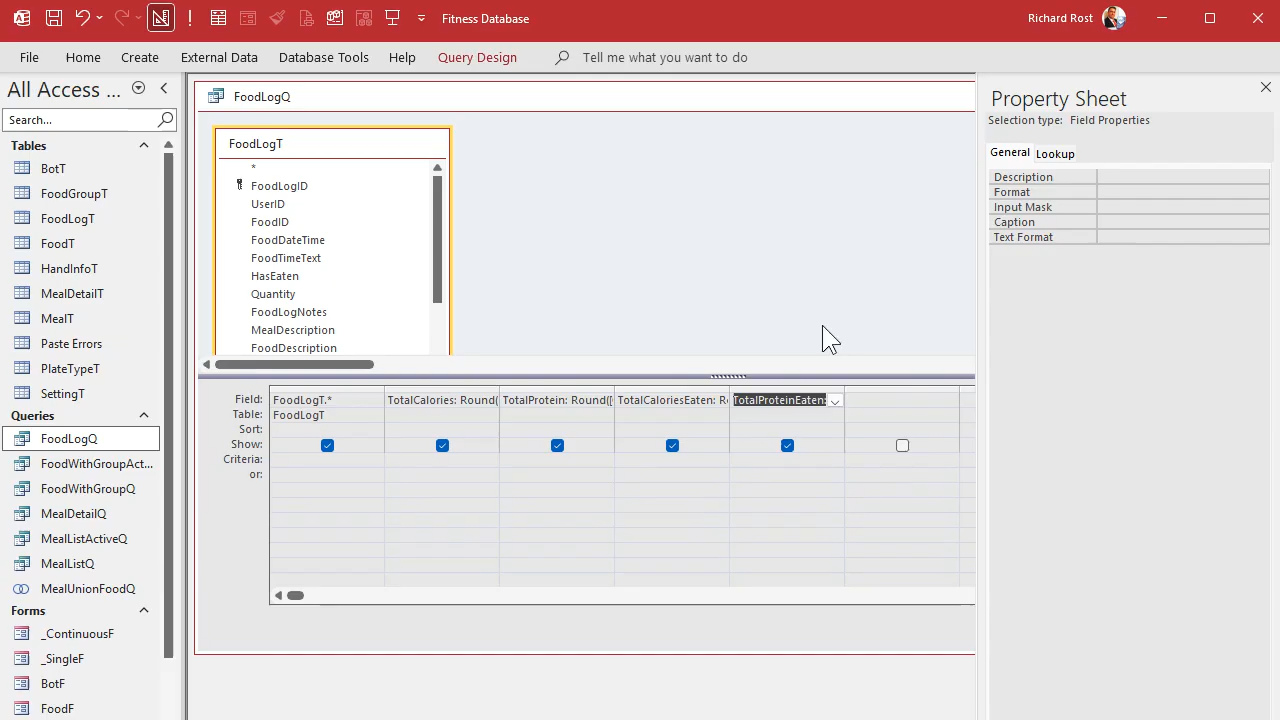 Fitness Database
Richard Rost
File Home Create External Data Database Tools Help Query Design Tell me what you want to do
All Access ...
Search...
Tables
BotT
FoodGroupT
FoodLogT
FoodT
HandInfoT
MealDetailT
MealT
Paste Errors
PlateTypeT
SettingT
Queries
FoodLogQ
FoodWithGroupAct...
FoodWithGroupQ
MealDetailQ
MealListActiveQ
MealListQ
MealUnionFoodQ
Forms
_ContinuousF
_SingleF
BotF
FoodF
FoodLogQ
FoodLogT
*
FoodLogID
UserID
FoodID
FoodDateTime
FoodTimeText
HasEaten
Quantity
FoodLogNotes
MealDescription
FoodDescription
Field: FoodLogT.* TotalCalories: Round( TotalProtein: Round([ TotalCaloriesEaten: R TotalProteinEaten:
Table: FoodLogT
Sort:
Show:
Criteria:
or:
Property Sheet
Selection type: Field Properties
General Lookup
Description
Format
Input Mask
Caption
Text Format